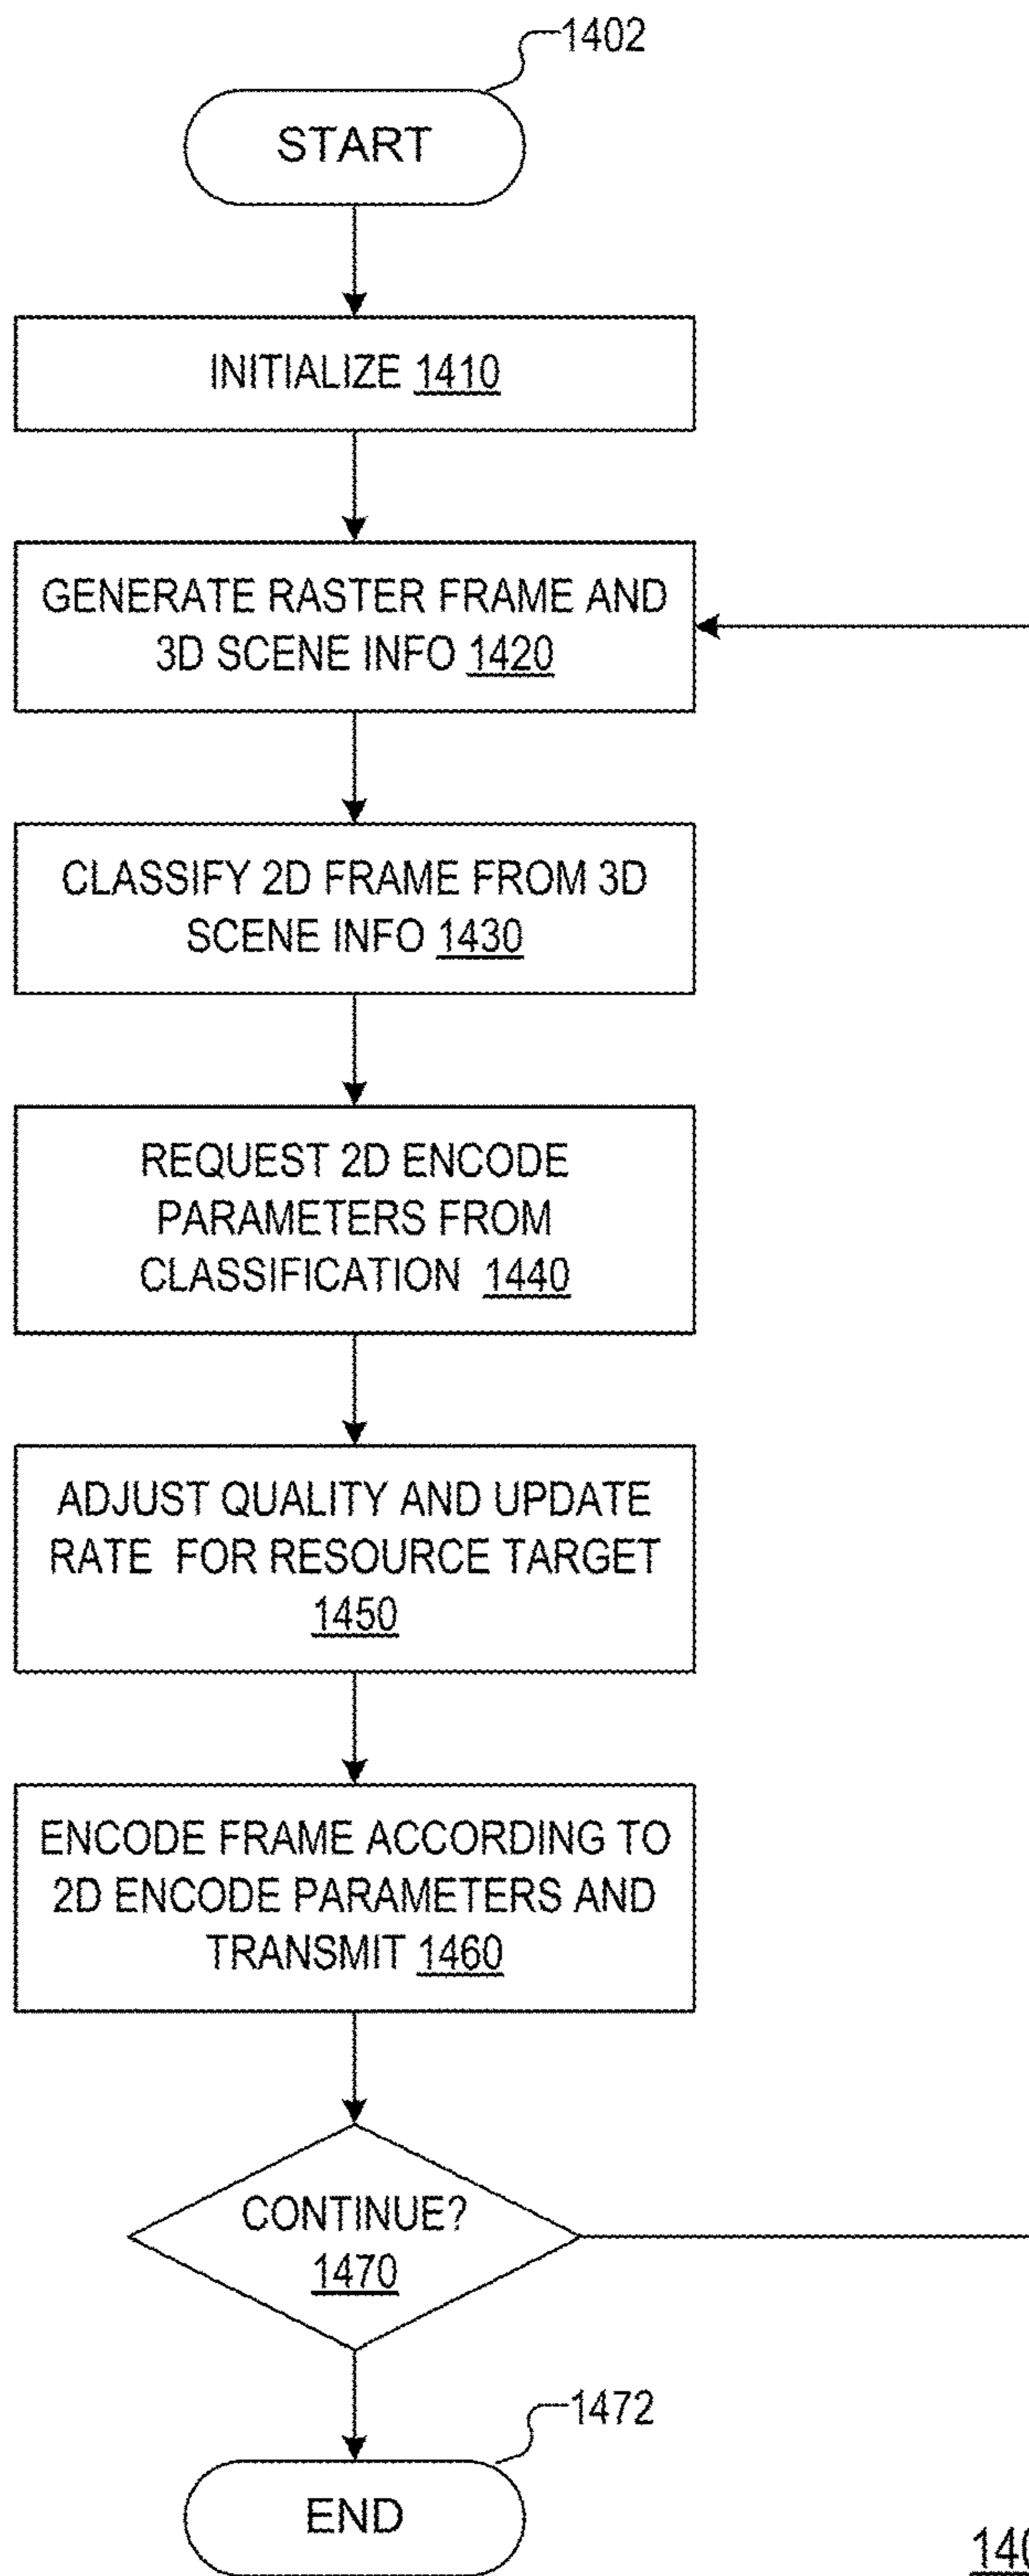 1402
START
INITIALIZE 1410
GENERATE RASTER FRAME AND
3D SCENE INFO 1420
CLASSIFY 2D FRAME FROM 3D
SCENE INFO 1430
REQUEST 2D ENCODE
PARAMETERS FROM
CLASSIFICATION 1440
ADJUST QUALITY AND UPDATE
RATE FOR RESOURCE TARGET
1450
ENCODE FRAME ACCORDING TO
2D ENCODE PARAMETERS AND
TRANSMIT 1460
CONTINUE?
1470
1472
END